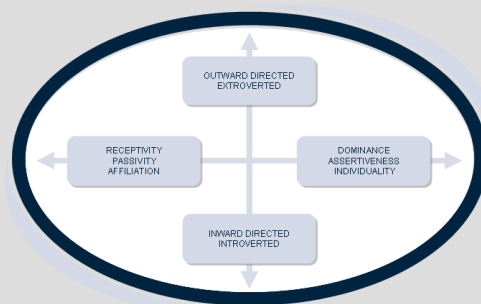 OUTWARD DIRECTED
EXTROVERTED
RECEPTIVITY
PASSIVITY
AFFILIATION
DOMINANCE
ASSERTIVENESS
INDIVIDUALITY
INWARD DIRECTED
INTROVERTED